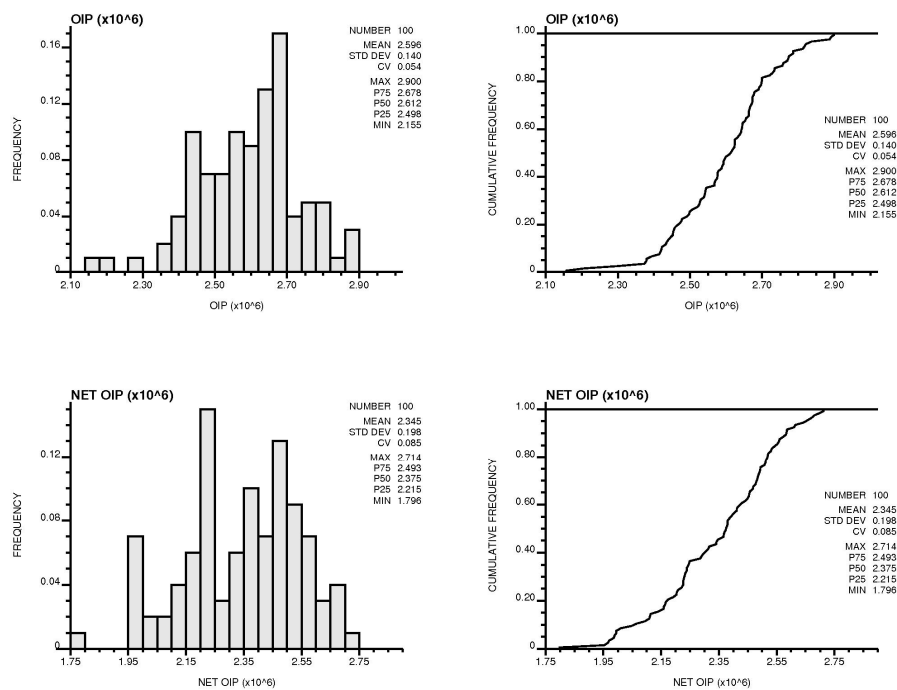 OIP (x10^6)
NUMBER 100
MEAN 2.596
STD DEV 0.140
CV 0.054
MAX 2.900
P75 2.678
P50 2.612
P25 2.498
MIN 2.155
FREQUENCY
0.16
0.12
0.08
0.04
0
2.10 2.30 2.50 2.70 2.90
OIP (x10^6)
OIP (x10^6)
CUMULATIVE FREQUENCY
1.00
0.80
0.60
0.40
0.20
0
NUMBER 100
MEAN 2.596
STD DEV 0.140
CV 0.054
MAX 2.900
P75 2.678
P50 2.612
P25 2.498
MIN 2.155
2.10 2.30 2.50 2.70 2.90
OIP (x10^6)
NET OIP (x10^6)
NUMBER 100
MEAN 2.345
STD DEV 0.198
CV 0.085
MAX 2.714
P75 2.493
P50 2.375
P25 2.215
MIN 1.796
FREQUENCY
0.12
0.08
0.04
0
1.75 1.95 2.15 2.35 2.55 2.75
NET OIP (x10^6)
NET OIP (x10^6)
CUMULATIVE FREQUENCY
1.00
0.80
0.60
0.40
0.20
0
NUMBER 100
MEAN 2.345
STD DEV 0.198
CV 0.085
MAX 2.714
P75 2.493
P50 2.375
P25 2.215
MIN 1.796
1.75 1.95 2.15 2.35 2.55 2.75
NET OIP (x10^6)